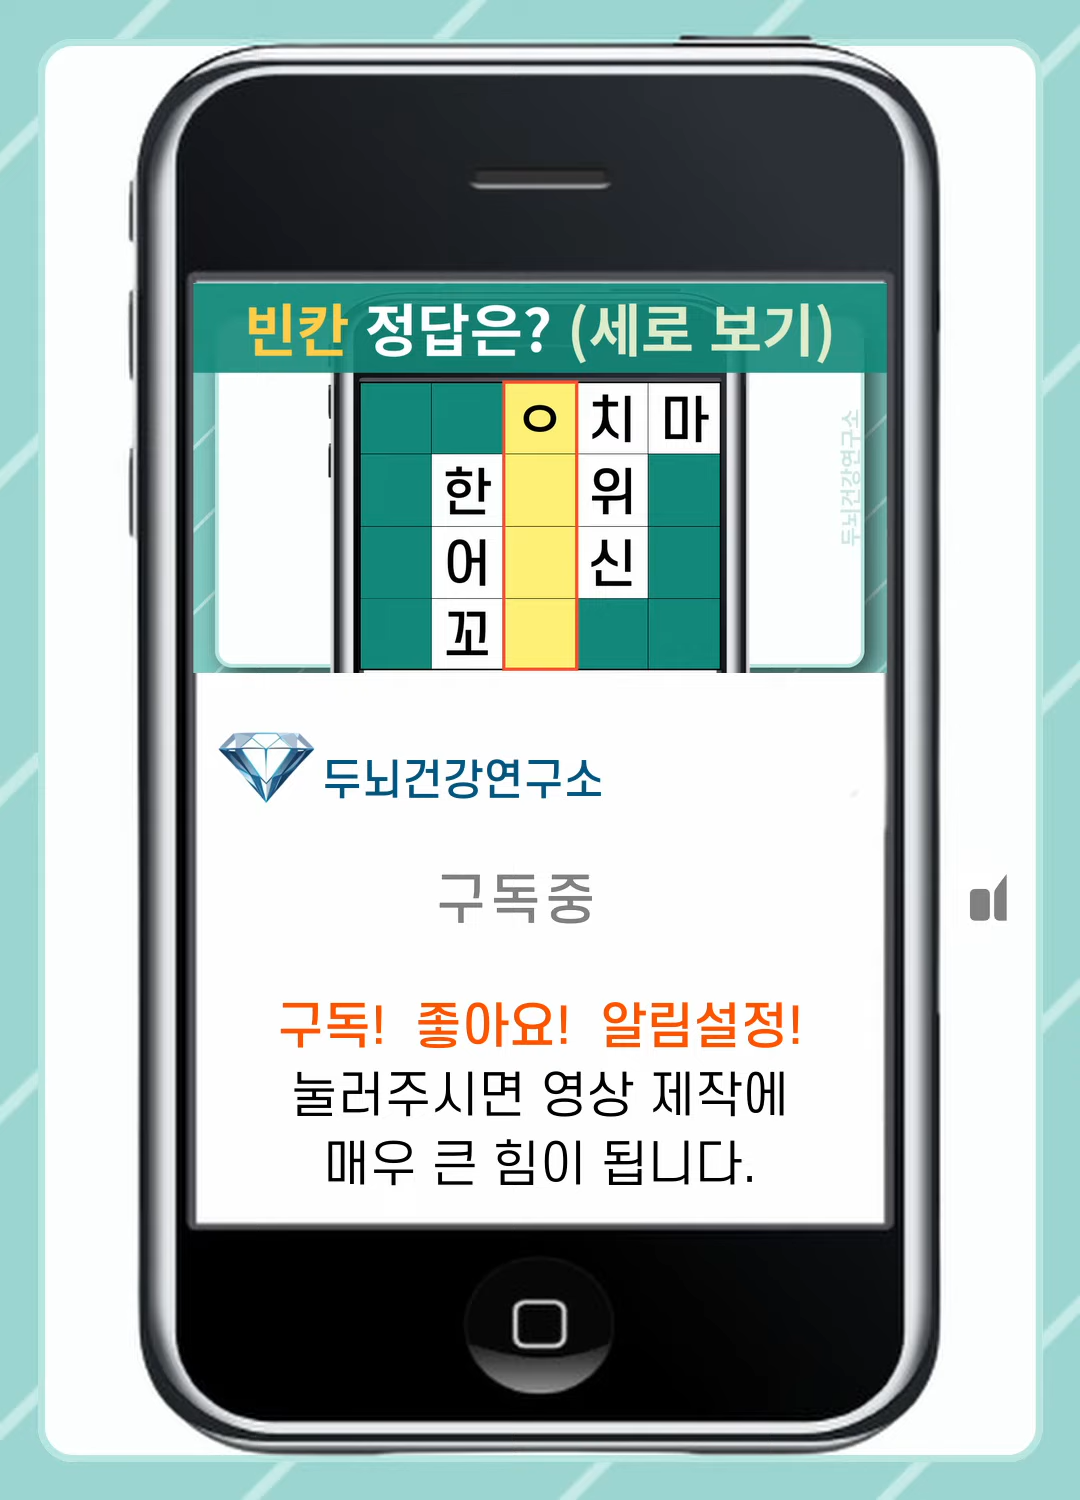 빈칸 정답은? (세로 보기)
ㅇ 치 마
한 위
어 신
꼬
두뇌건강연구소
두뇌건강연구소
구독중
구독! 좋아요! 알림설정!
눌러주시면 영상 제작에
매우 큰 힘이 됩니다.